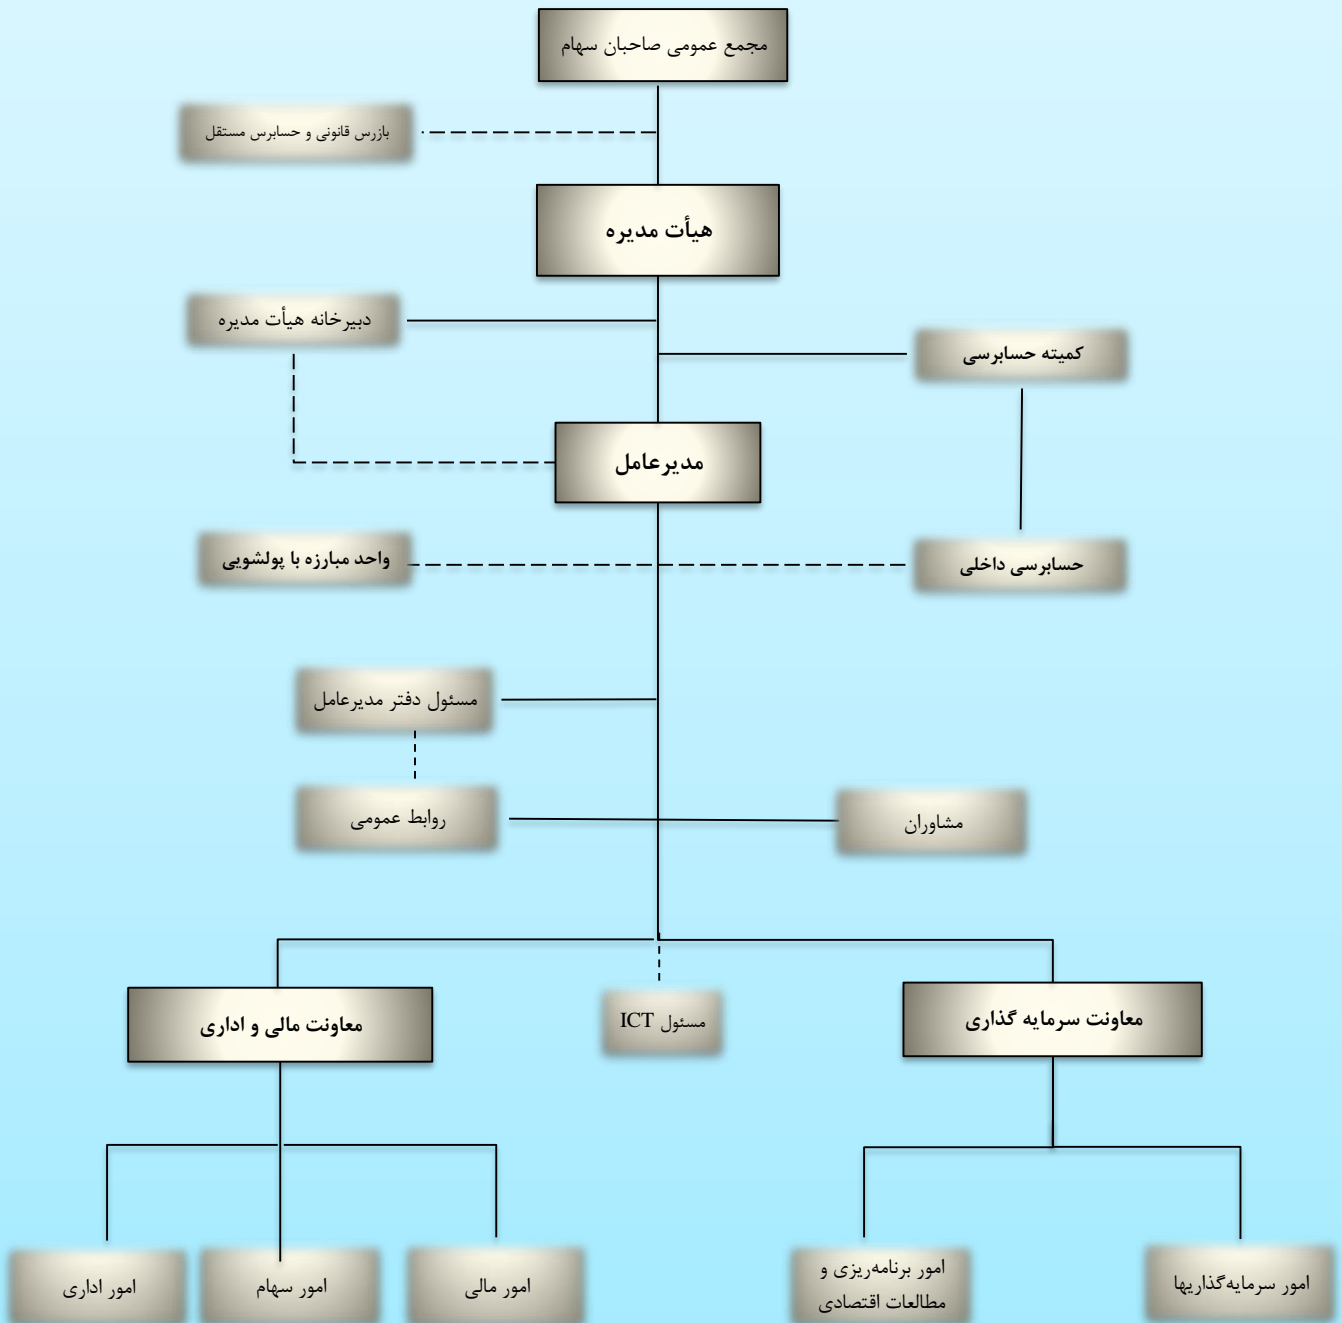 مجمع عمومی صاحبان سهام
بازرس قانونی و حسابرس مستقل
هیأت مدیره
دبیرخانه هیأت مدیره
کمیته حسابرسی
مدیرعامل
حسابرسی داخلی
واحد مبارزه با پولشویی
مسئول دفتر مدیرعامل
مشاوران
روابط عمومی
معاونت سرمایه گذاری
مسئول ICT
معاونت مالی و اداری
امور سرمایه‌گذاریها
امور برنامه‌ریزی و
مطالعات اقتصادی
امور مالی
امور سهام
امور اداری